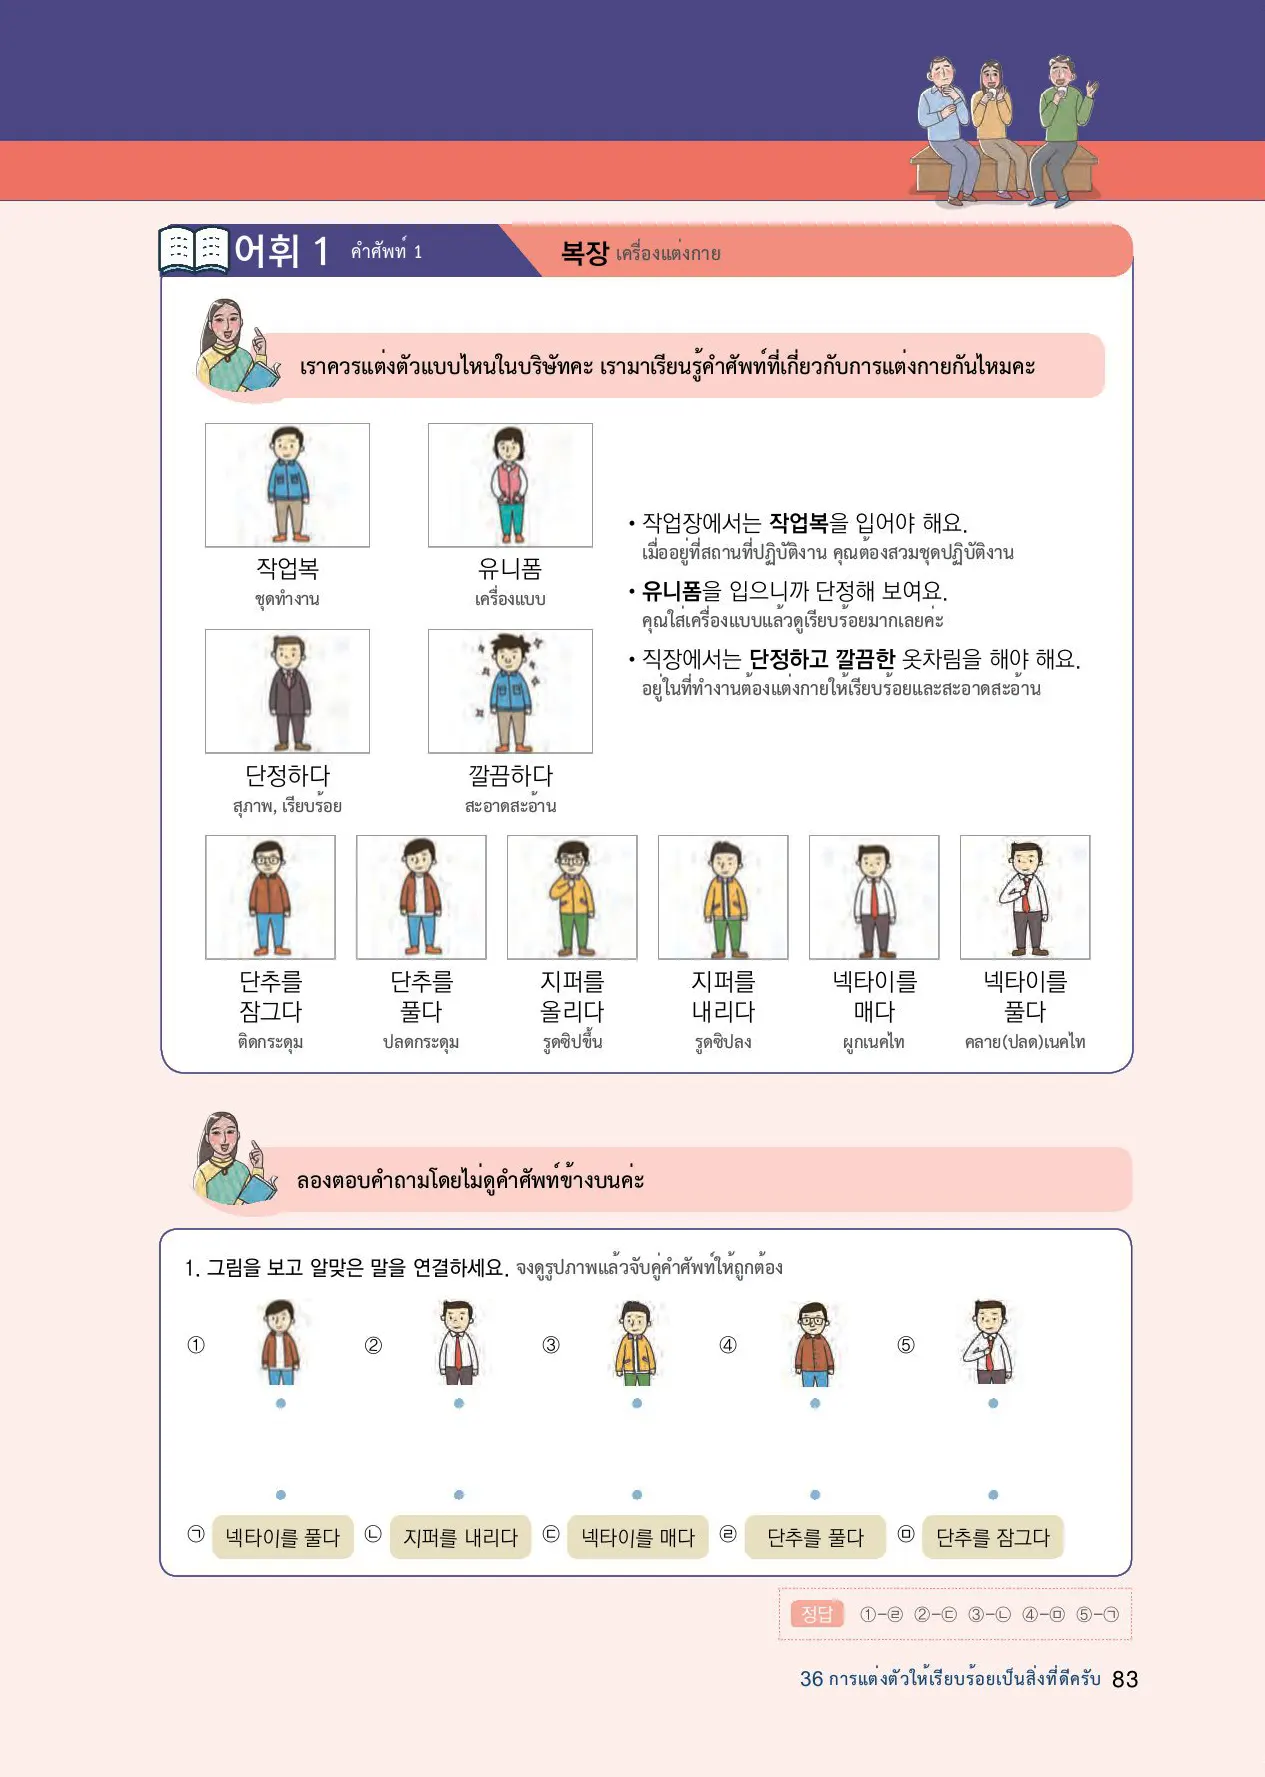 어휘 1 คำศัพท์ 1
복장 เครื่องแต่งกาย
เราควรแต่งตัวแบบไหนในบริษัทคะ เรามาเรียนรู้คำศัพท์ที่เกี่ยวกับการแต่งกายกันไหมคะ
작업복
ชุดทำงาน
유니폼
เครื่องแบบ
• 작업장에서는 작업복을 입어야 해요.
เมื่ออยู่ที่สถานที่ปฏิบัติงาน คุณต้องสวมชุดปฏิบัติงาน
• 유니폼을 입으니까 단정해 보여요.
คุณใส่เครื่องแบบแล้วดูเรียบร้อยมากเลยค่ะ
• 직장에서는 단정하고 깔끔한 옷차림을 해야 해요.
อยู่ในที่ทำงานต้องแต่งกายให้เรียบร้อยและสะอาดสะอ้าน
단정하다
สุภาพ, เรียบร้อย
깔끔하다
สะอาดสะอ้าน
단추를
잠그다
ติดกระดุม
단추를
풀다
ปลดกระดุม
지퍼를
올리다
รูดซิปขึ้น
지퍼를
내리다
รูดซิปลง
넥타이를
매다
ผูกเนคไท
넥타이를
풀다
คลาย(ปลด)เนคไท
ลองตอบคำถามโดยไม่ดูคำศัพท์ข้างบนค่ะ
1. 그림을 보고 알맞은 말을 연결하세요. จงดูรูปภาพแล้วจับคู่คำศัพท์ให้ถูกต้อง
① ② ③ ④ ⑤
㉠ 넥타이를 풀다 ㉡ 지퍼를 내리다 ㉢ 넥타이를 매다 ㉣ 단추를 풀다 ㉤ 단추를 잠그다
정답 ①-㉣ ②-㉢ ③-㉡ ④-㉤ ⑤-㉠
36 การแต่งตัวให้เรียบร้อยเป็นสิ่งที่ดีครับ 83